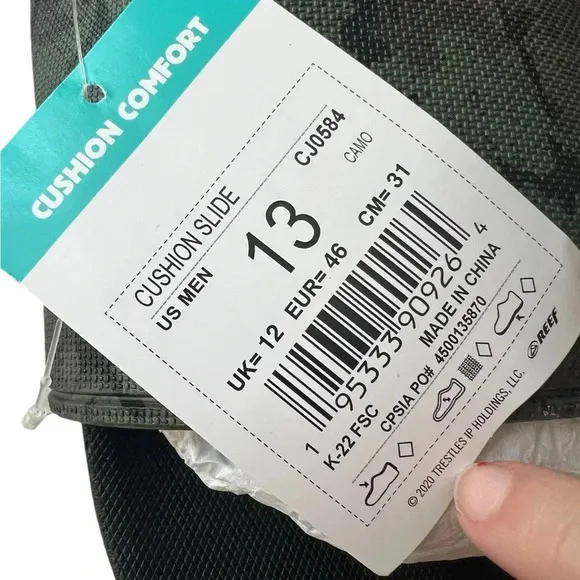 CUSHION COMFORT
CUSHION SLIDE CJ0584
US MEN 13 CAMO
UK= 12 EUR= 46 CM= 31
1 95333 90926 4
K-22 FSC MADE IN CHINA
CPSIA PO# 4500135870
© 2020 TRESTLES IP HOLDINGS, LLC. REEF